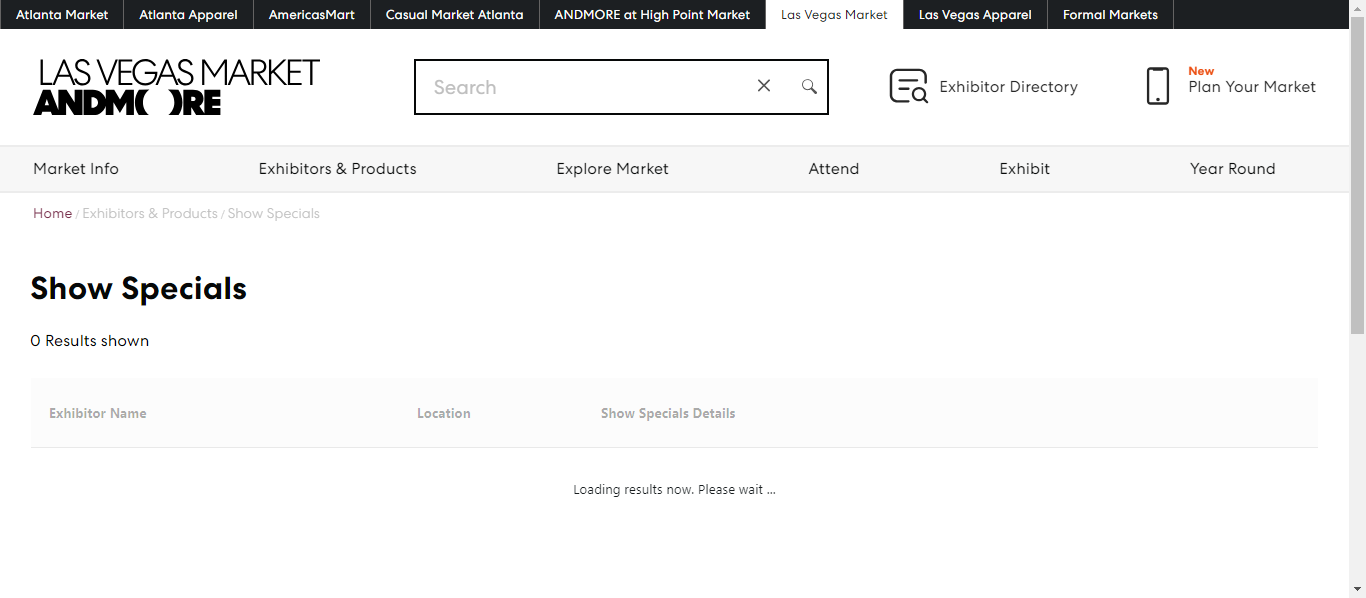 Atlanta Market
Atlanta Apparel
AmericasMart
Casual Market Atlanta
ANDMORE at High Point Market
Las Vegas Market
Las Vegas Apparel
Formal Markets
LAS VEGAS MARKET
ANDMORE
Search
Exhibitor Directory
New
Plan Your Market
Market Info
Exhibitors & Products
Explore Market
Attend
Exhibit
Year Round
Home / Exhibitors & Products / Show Specials
Show Specials
0 Results shown
Exhibitor Name
Location
Show Specials Details
Loading results now. Please wait ...